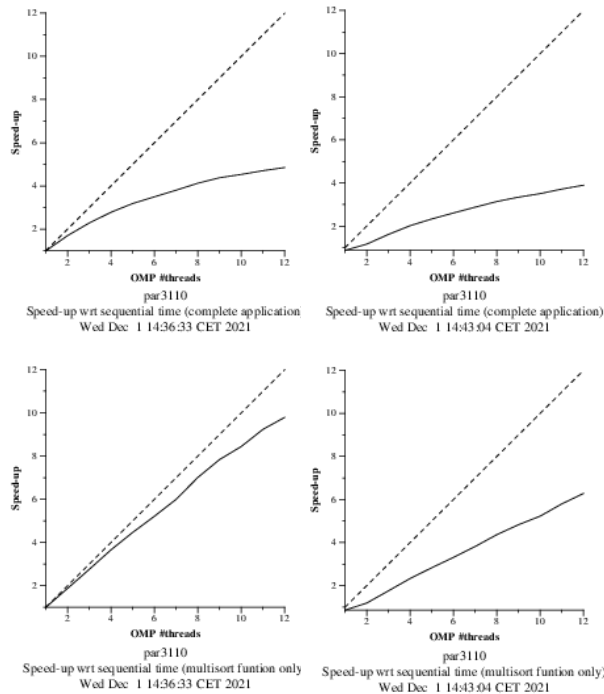 12
10
8
6
4
2
Speed-up
2 4 6 8 10 12
OMP #threads
par3110
Speed-up wrt sequential time (complete application
Wed Dec 1 14:36:33 CET 2021
12
10
8
6
4
2
Speed-up
2 4 6 8 10 12
OMP #threads
par3110
Speed-up wrt sequential time (complete application)
Wed Dec 1 14:43:04 CET 2021
12
10
8
6
4
2
Speed-up
2 4 6 8 10 12
OMP #threads
par3110
Speed-up wrt sequential time (multisort funtion only
Wed Dec 1 14:36:33 CET 2021
12
10
8
6
4
2
Speed-up
2 4 6 8 10 12
OMP #threads
par3110
Speed-up wrt sequential time (multisort funtion only)
Wed Dec 1 14:43:04 CET 2021